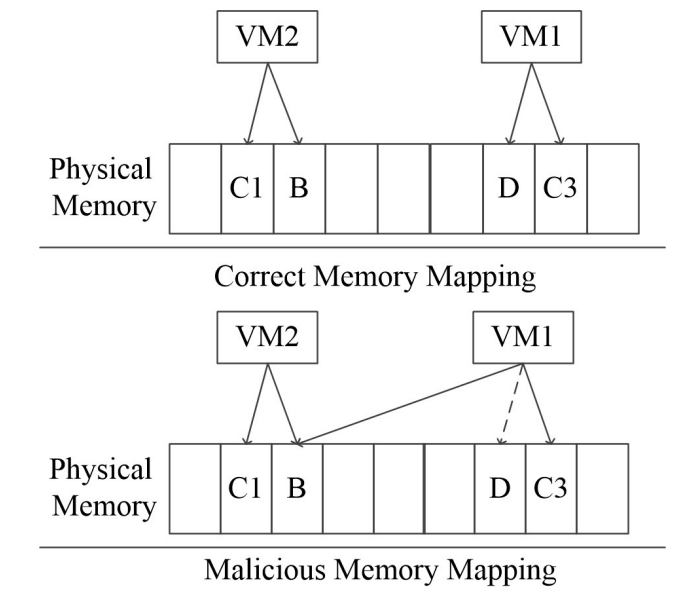 VM2 VM1
Physical
Memory
C1 B D C3
Correct Memory Mapping
VM2 VM1
Physical
Memory
C1 B D C3
Malicious Memory Mapping